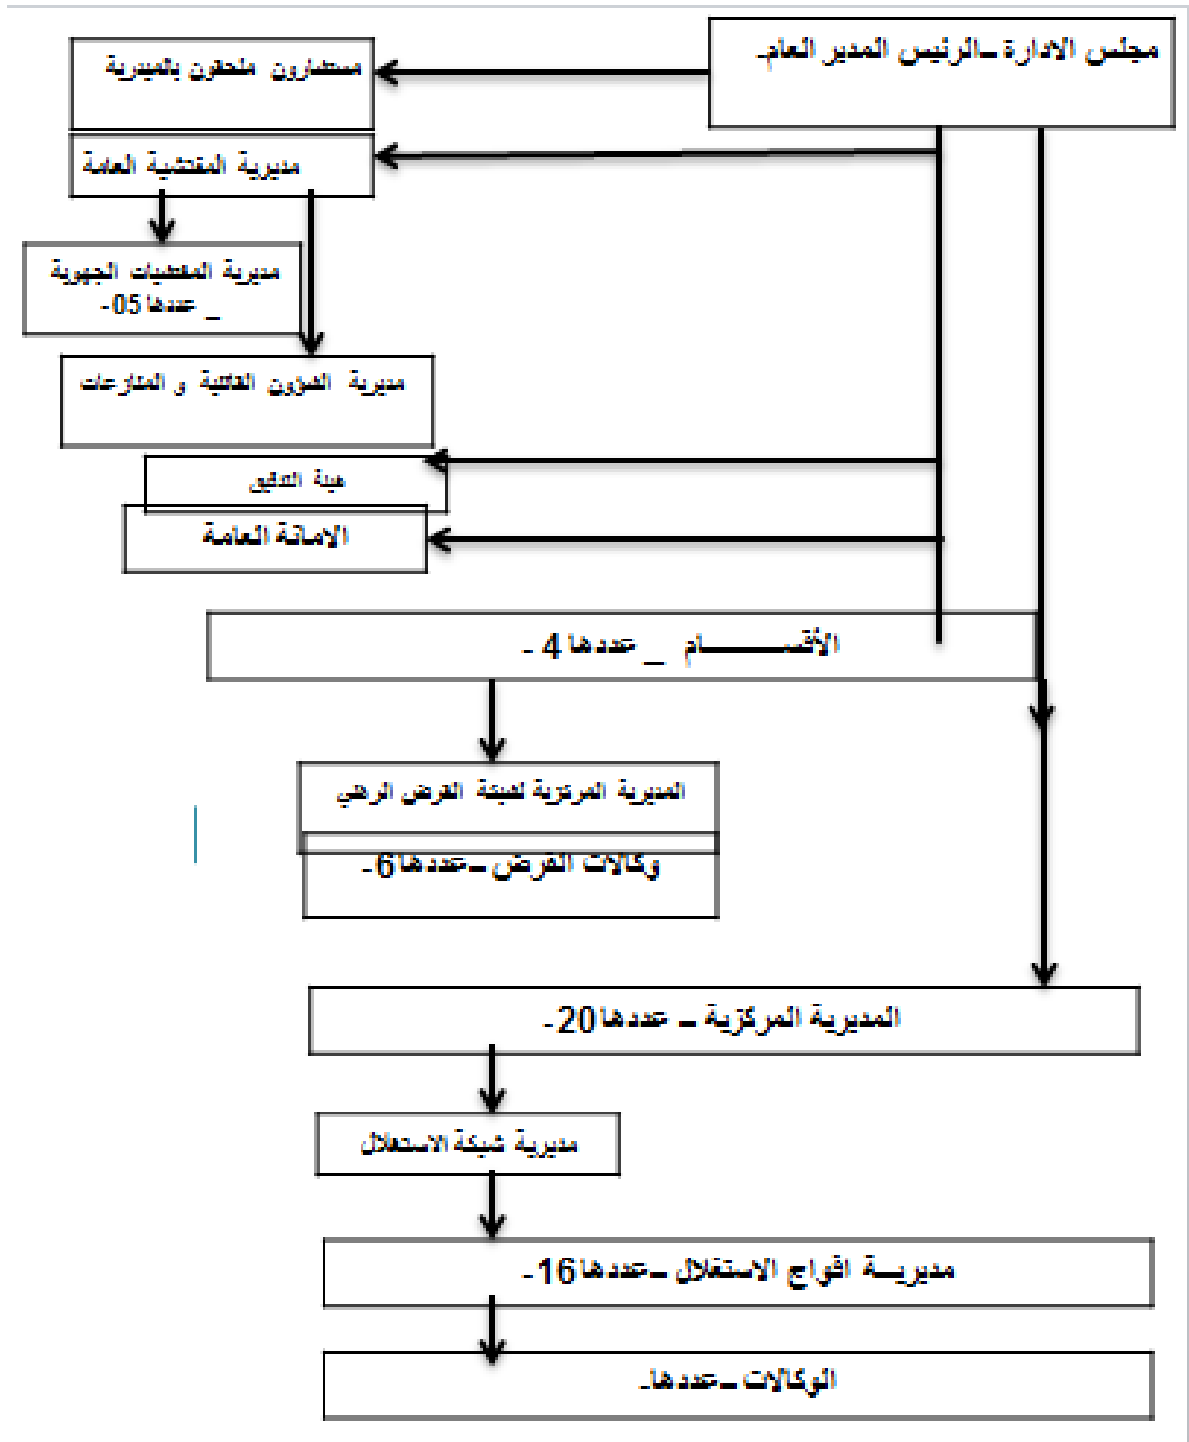 مجلس الادارة –الرئيس المدير العام-
مستشارون ملحقون بالمديرية
مديرية المفتشية العامة
مديرية المفتشيات الجهوية
_ عددها 05-
مديرية الشؤون القانونية و المنازعات
هيئة التدقيق
الامانة العامة
الأقســـــــام _ عددها 4 -
المديرية المركزية لشبكة القرض الرهني
وكالات القرض –عددها 6-
المديرية المركزية – عددها 20-
مديرية شبكة الاستغلال
مديريـــة افواج الاستغلال –عددها 16-
الوكالات –عددها-